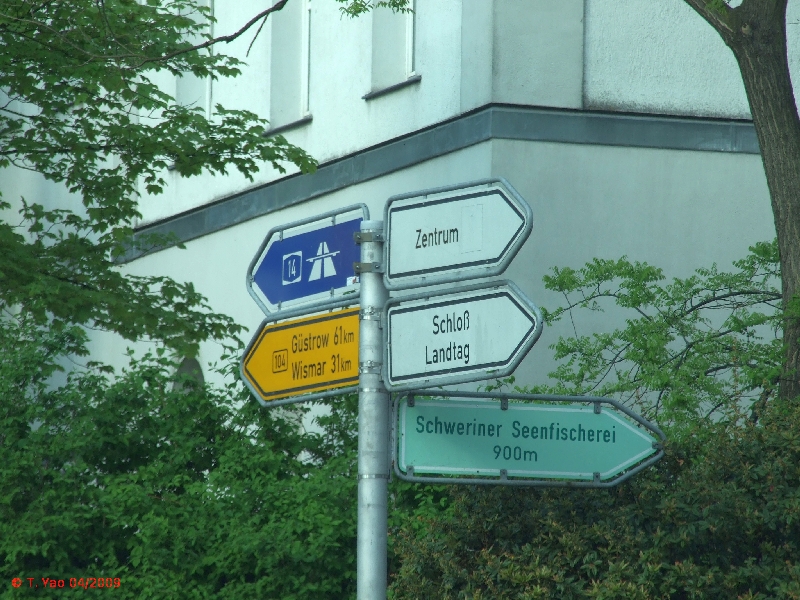 14
104
Güstrow 61km
Wismar 31km
Zentrum
Schloß
Landtag
Schweriner Seenfischerei
900m
© T. Yao 04/2009